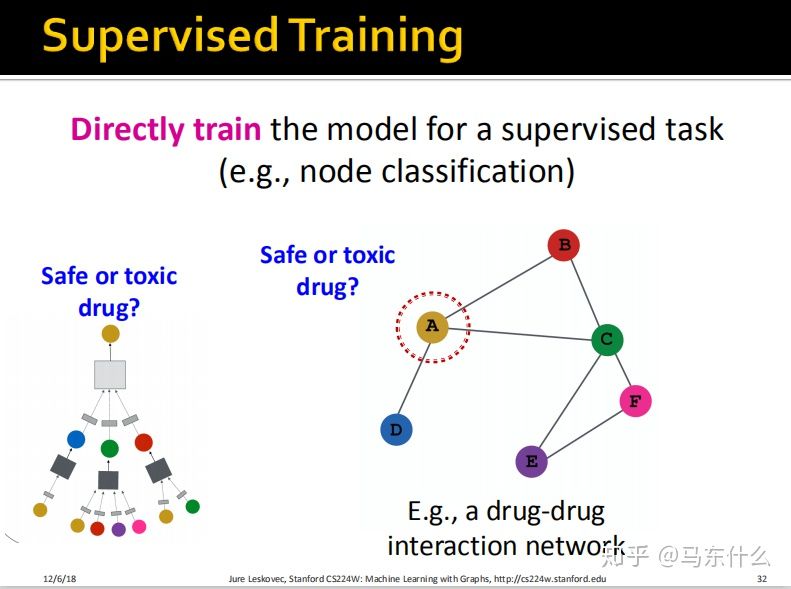 Supervised Training
Directly train the model for a supervised task
(e.g., node classification)
Safe or toxic
drug?
Safe or toxic
drug?
B
A
C
F
D
E
E.g., a drug-drug
interaction network
知乎 @马东什么
12/6/18
Jure Leskovec, Stanford CS224W: Machine Learning with Graphs, http://cs224w.stanford.edu
32